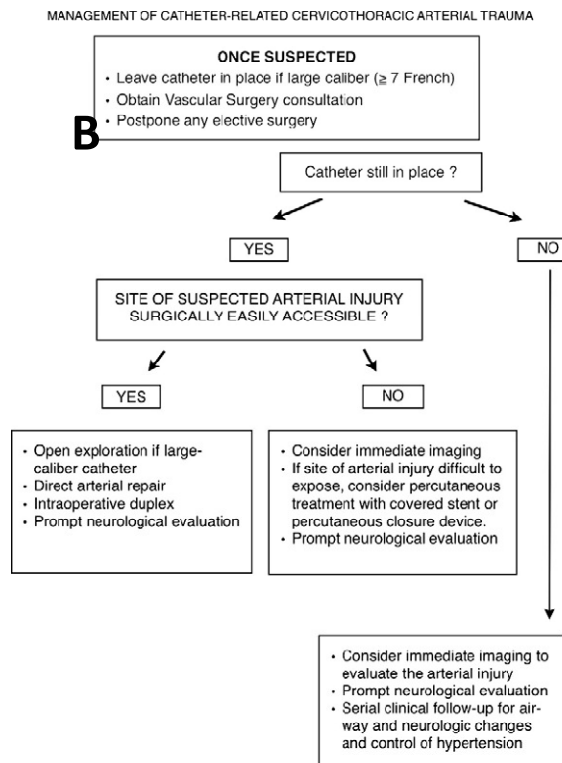 MANAGEMENT OF CATHETER-RELATED CERVICOTHORACIC ARTERIAL TRAUMA
ONCE SUSPECTED
• Leave catheter in place if large caliber (≥ 7 French)
• Obtain Vascular Surgery consultation
• Postpone any elective surgery
B
Catheter still in place ?
YES
NO
SITE OF SUSPECTED ARTERIAL INJURY
SURGICALLY EASILY ACCESSIBLE ?
YES
NO
• Open exploration if large-
caliber catheter
• Direct arterial repair
• Intraoperative duplex
• Prompt neurological evaluation
• Consider immediate imaging
• If site of arterial injury difficult to
expose, consider percutaneous
treatment with covered stent or
percutaneous closure device.
• Prompt neurological evaluation
• Consider immediate imaging to
evaluate the arterial injury
• Prompt neurological evaluation
• Serial clinical follow-up for air-
way and neurologic changes
and control of hypertension